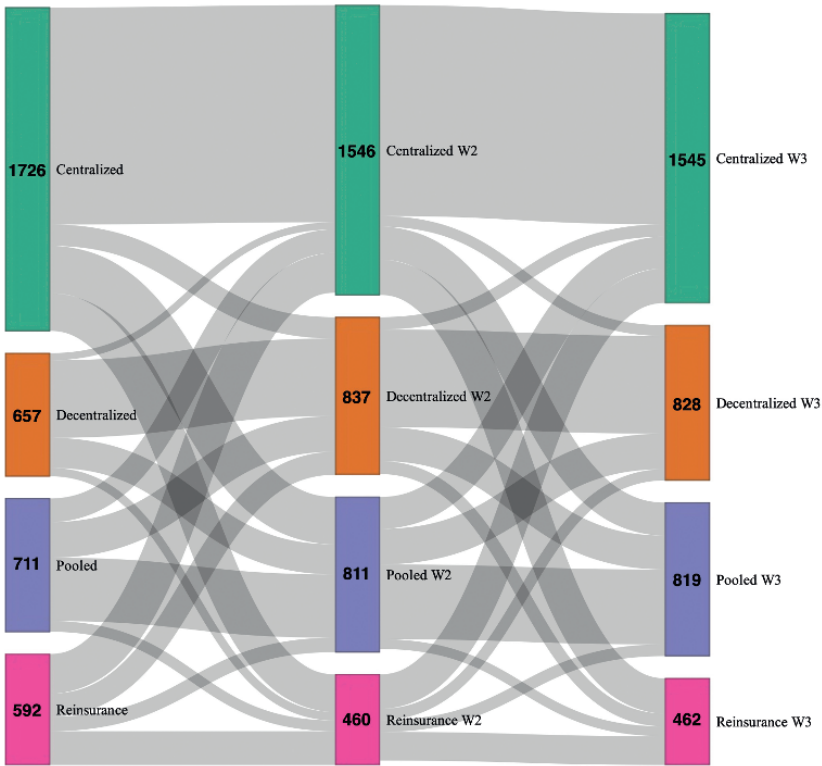 1726 Centralized
1546 Centralized W2
1545 Centralized W3
657 Decentralized
837 Decentralized W2
828 Decentralized W3
711 Pooled
811 Pooled W2
819 Pooled W3
592 Reinsurance
460 Reinsurance W2
462 Reinsurance W3